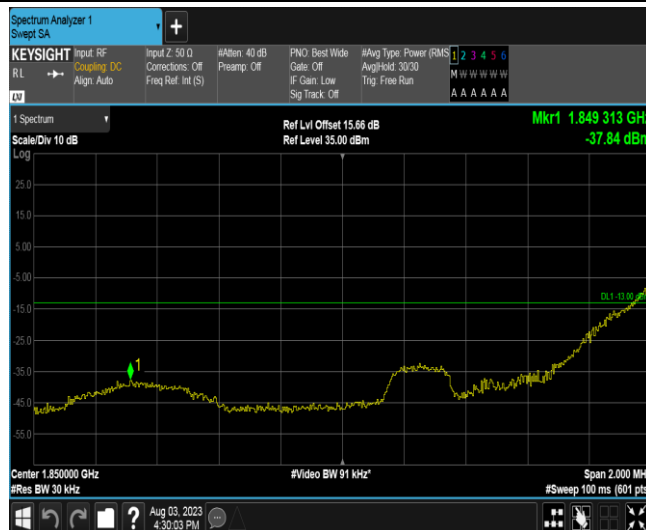 Spectrum Analyzer 1
Swept SA
KEYSIGHT
RL
Input: RF
Coupling: DC
Align: Auto
Input Z: 50 Ω
Corrections: Off
Freq Ref: Int (S)
#Atten: 40 dB
Preamp: Off
PNO: Best Wide
Gate: Off
IF Gain: Low
Sig Track: Off
#Avg Type: Power (RMS
Avg|Hold: 30/30
Trig: Free Run
1 2 3 4 5 6
M W W W W W
A A A A A A
1 Spectrum
Scale/Div 10 dB
Ref Lvl Offset 15.66 dB
Ref Level 35.00 dBm
Mkr1 1.849 313 GHz
-37.84 dBm
Log
25.0
15.0
5.00
-5.00
DL1 -13.00 dBm
-15.0
-25.0
-35.0
1
-45.0
-55.0
Center 1.850000 GHz
#Video BW 91 kHz*
Span 2.000 MH
#Res BW 30 kHz
#Sweep 100 ms (601 pts
Aug 03, 2023
4:30:03 PM